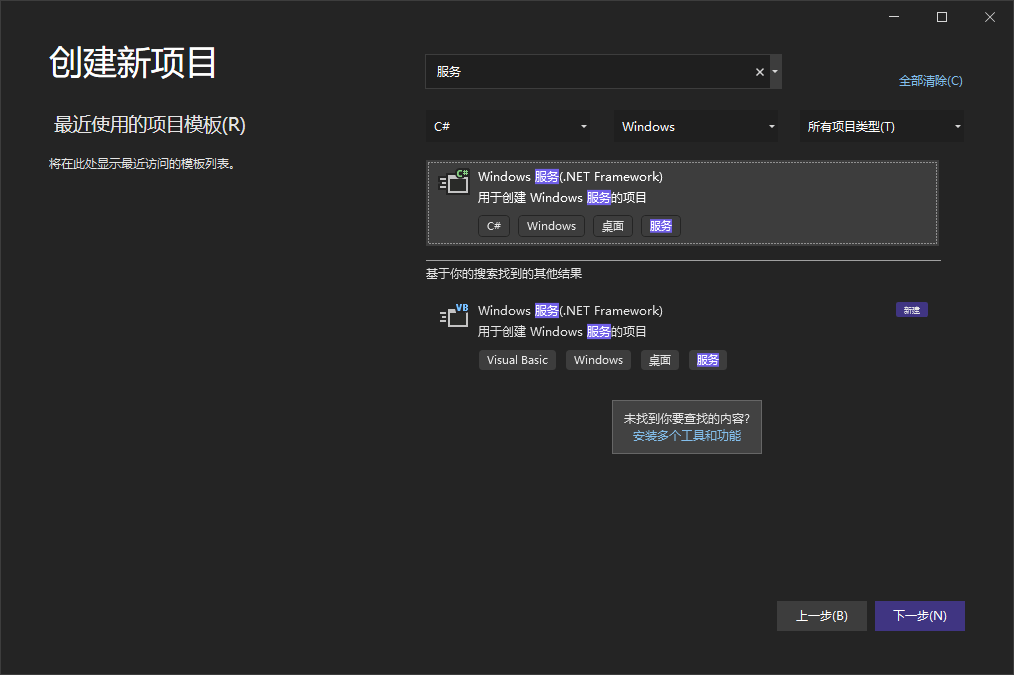 创建新项目
最近使用的项目模板(R)
将在此处显示最近访问的模板列表。
服务
全部清除(C)
C#
Windows
所有项目类型(T)
C#
Windows 服务(.NET Framework)
用于创建 Windows 服务的项目
C#
Windows
桌面
服务
基于你的搜索找到的其他结果
VB
Windows 服务(.NET Framework)
新建
用于创建 Windows 服务的项目
Visual Basic
Windows
桌面
服务
未找到你要查找的内容?
安装多个工具和功能
上一步(B)
下一步(N)